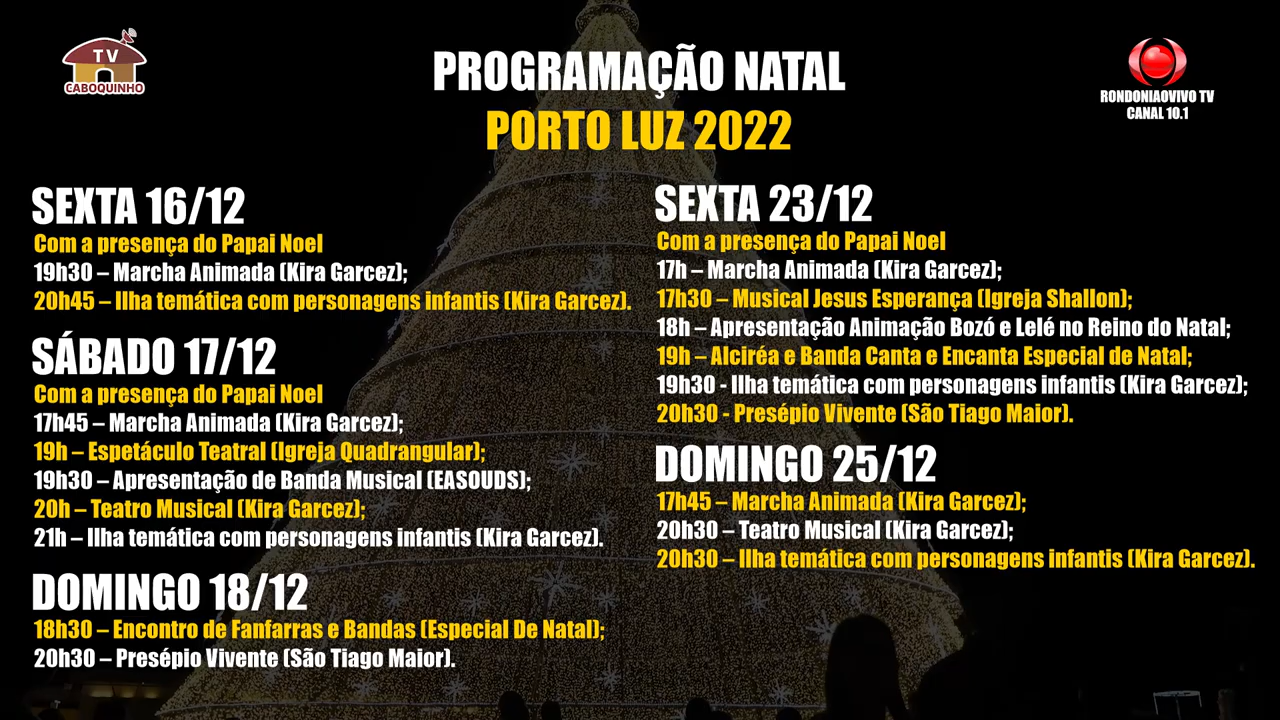 TV
CABOQUINHO
PROGRAMAÇÃO NATAL
PORTO LUZ 2022
RONDONIAOVIVO TV
CANAL 10.1
SEXTA 16/12
Com a presença do Papai Noel
19h30 – Marcha Animada (Kira Garcez);
20h45 – Ilha temática com personagens infantis (Kira Garcez).
SÁBADO 17/12
Com a presença do Papai Noel
17h45 – Marcha Animada (Kira Garcez);
19h – Espetáculo Teatral (Igreja Quadrangular);
19h30 – Apresentação de Banda Musical (EASOUDS);
20h – Teatro Musical (Kira Garcez);
21h – Ilha temática com personagens infantis (Kira Garcez).
DOMINGO 18/12
18h30 – Encontro de Fanfarras e Bandas (Especial De Natal);
20h30 – Presépio Vivente (São Tiago Maior).
SEXTA 23/12
Com a presença do Papai Noel
17h – Marcha Animada (Kira Garcez);
17h30 – Musical Jesus Esperança (Igreja Shallon);
18h – Apresentação Animação Bozó e Lelé no Reino do Natal;
19h – Alciréa e Banda Canta e Encanta Especial de Natal;
19h30 - Ilha temática com personagens infantis (Kira Garcez);
20h30 - Presépio Vivente (São Tiago Maior).
DOMINGO 25/12
17h45 – Marcha Animada (Kira Garcez);
20h30 – Teatro Musical (Kira Garcez);
20h30 – Ilha temática com personagens infantis (Kira Garcez).